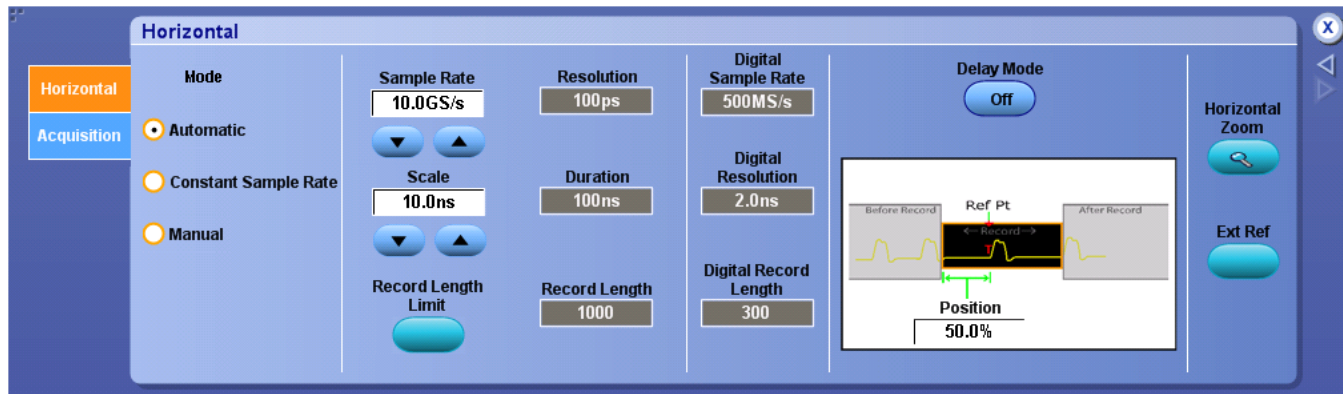 Horizontal
X
Horizontal
Acquisition
Mode
Automatic
Constant Sample Rate
Manual
Sample Rate
10.0GS/s
Scale
10.0ns
Record Length
Limit
Resolution
100ps
Duration
100ns
Record Length
1000
Digital
Sample Rate
500MS/s
Digital
Resolution
2.0ns
Digital Record
Length
300
Delay Mode
Off
Before Record
Ref Pt
After Record
Record
T
Position
50.0%
Horizontal
Zoom
Ext Ref